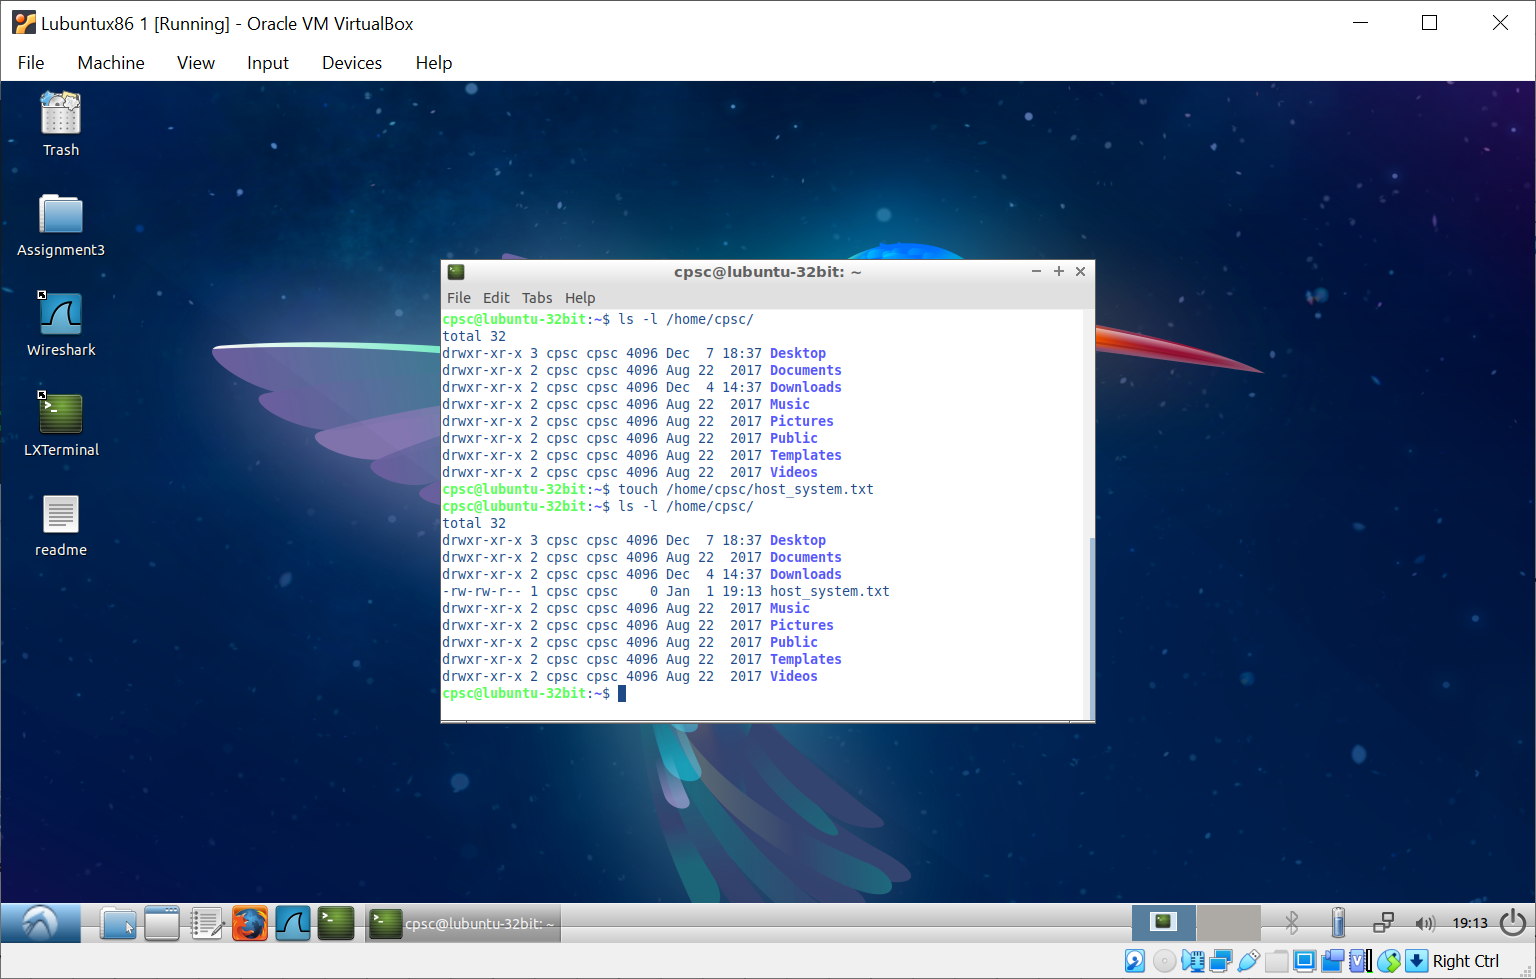 Lubuntux86 1 [Running] - Oracle VM VirtualBox
File Machine View Input Devices Help
Trash
Assignment3
Wireshark
LXTerminal
readme
cpsc@lubuntu-32bit: ~
File Edit Tabs Help
cpsc@lubuntu-32bit:~$ ls -l /home/cpsc/
total 32
drwxr-xr-x 3 cpsc cpsc 4096 Dec  7 18:37 Desktop
drwxr-xr-x 2 cpsc cpsc 4096 Aug 22  2017 Documents
drwxr-xr-x 2 cpsc cpsc 4096 Dec  4 14:37 Downloads
drwxr-xr-x 2 cpsc cpsc 4096 Aug 22  2017 Music
drwxr-xr-x 2 cpsc cpsc 4096 Aug 22  2017 Pictures
drwxr-xr-x 2 cpsc cpsc 4096 Aug 22  2017 Public
drwxr-xr-x 2 cpsc cpsc 4096 Aug 22  2017 Templates
drwxr-xr-x 2 cpsc cpsc 4096 Aug 22  2017 Videos
cpsc@lubuntu-32bit:~$ touch /home/cpsc/host_system.txt
cpsc@lubuntu-32bit:~$ ls -l /home/cpsc/
total 32
drwxr-xr-x 3 cpsc cpsc 4096 Dec  7 18:37 Desktop
drwxr-xr-x 2 cpsc cpsc 4096 Aug 22  2017 Documents
drwxr-xr-x 2 cpsc cpsc 4096 Dec  4 14:37 Downloads
-rw-rw-r-- 1 cpsc cpsc    0 Jan  1 19:13 host_system.txt
drwxr-xr-x 2 cpsc cpsc 4096 Aug 22  2017 Music
drwxr-xr-x 2 cpsc cpsc 4096 Aug 22  2017 Pictures
drwxr-xr-x 2 cpsc cpsc 4096 Aug 22  2017 Public
drwxr-xr-x 2 cpsc cpsc 4096 Aug 22  2017 Templates
drwxr-xr-x 2 cpsc cpsc 4096 Aug 22  2017 Videos
cpsc@lubuntu-32bit:~$
cpsc@lubuntu-32bit: ~
19:13
Right Ctrl